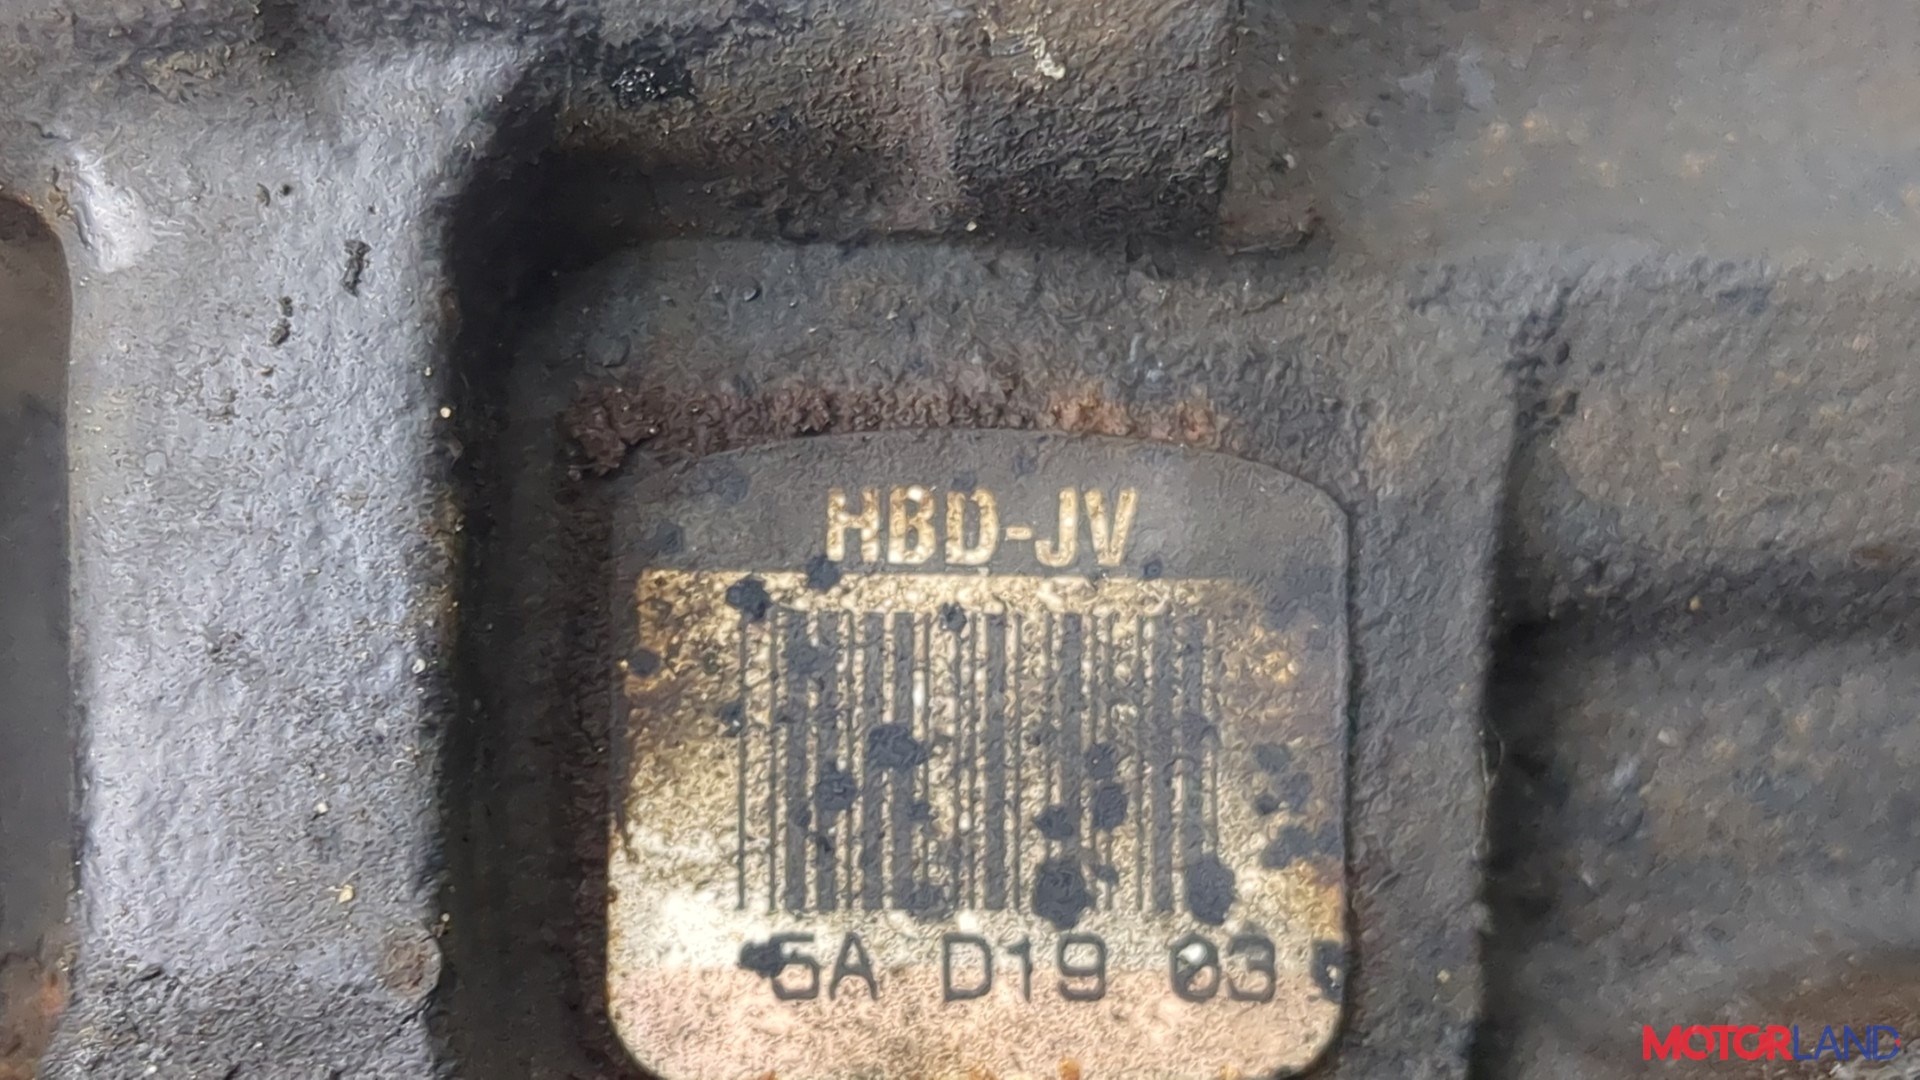 HBD-JV
5A D19 03
MOTORLAND